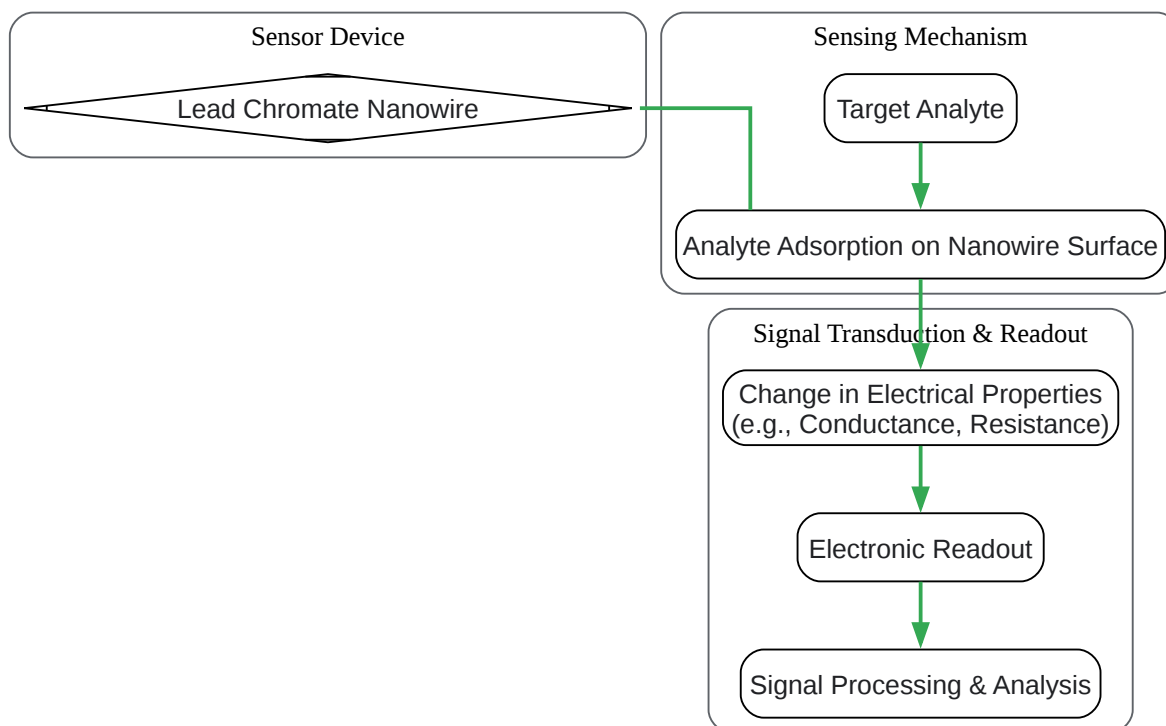 Sensor Device
Lead Chromate Nanowire
Sensing Mechanism
Target Analyte
Analyte Adsorption on Nanowire Surface
Signal Transduction & Readout
Change in Electrical Properties
(e.g., Conductance, Resistance)
Electronic Readout
Signal Processing & Analysis